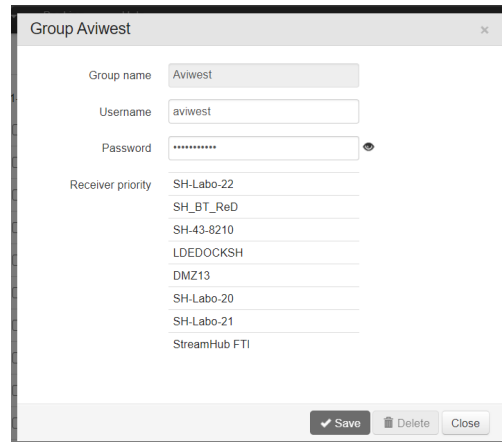 Group Aviwest
×
Group name Aviwest
Username aviwest
Password •••••••••••
Receiver priority SH-Labo-22
SH_BT_ReD
SH-43-8210
LDEDOCKSH
DMZ13
SH-Labo-20
SH-Labo-21
StreamHub FTI
Save Delete Close